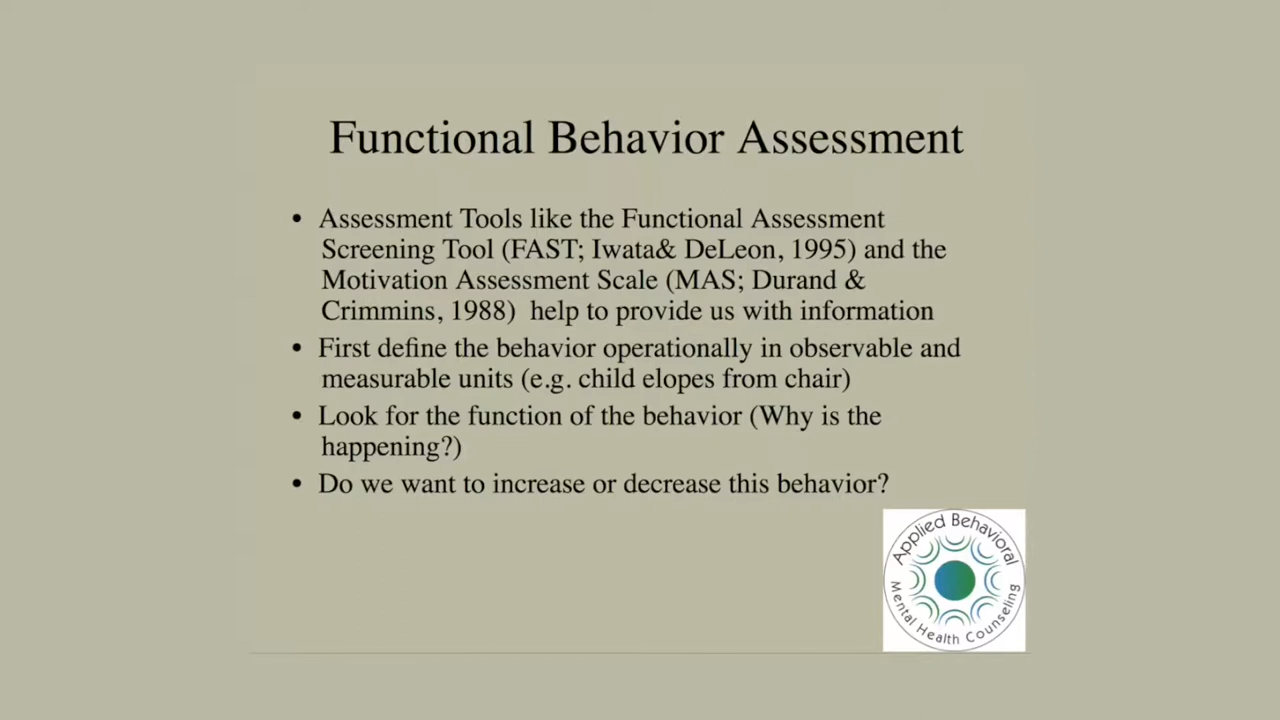 Functional Behavior Assessment
• Assessment Tools like the Functional Assessment
Screening Tool (FAST; Iwata& DeLeon, 1995) and the
Motivation Assessment Scale (MAS; Durand &
Crimmins, 1988)  help to provide us with information
• First define the behavior operationally in observable and
measurable units (e.g. child elopes from chair)
• Look for the function of the behavior (Why is the
happening?)
• Do we want to increase or decrease this behavior?
Applied Behavioral
Mental Health Counseling